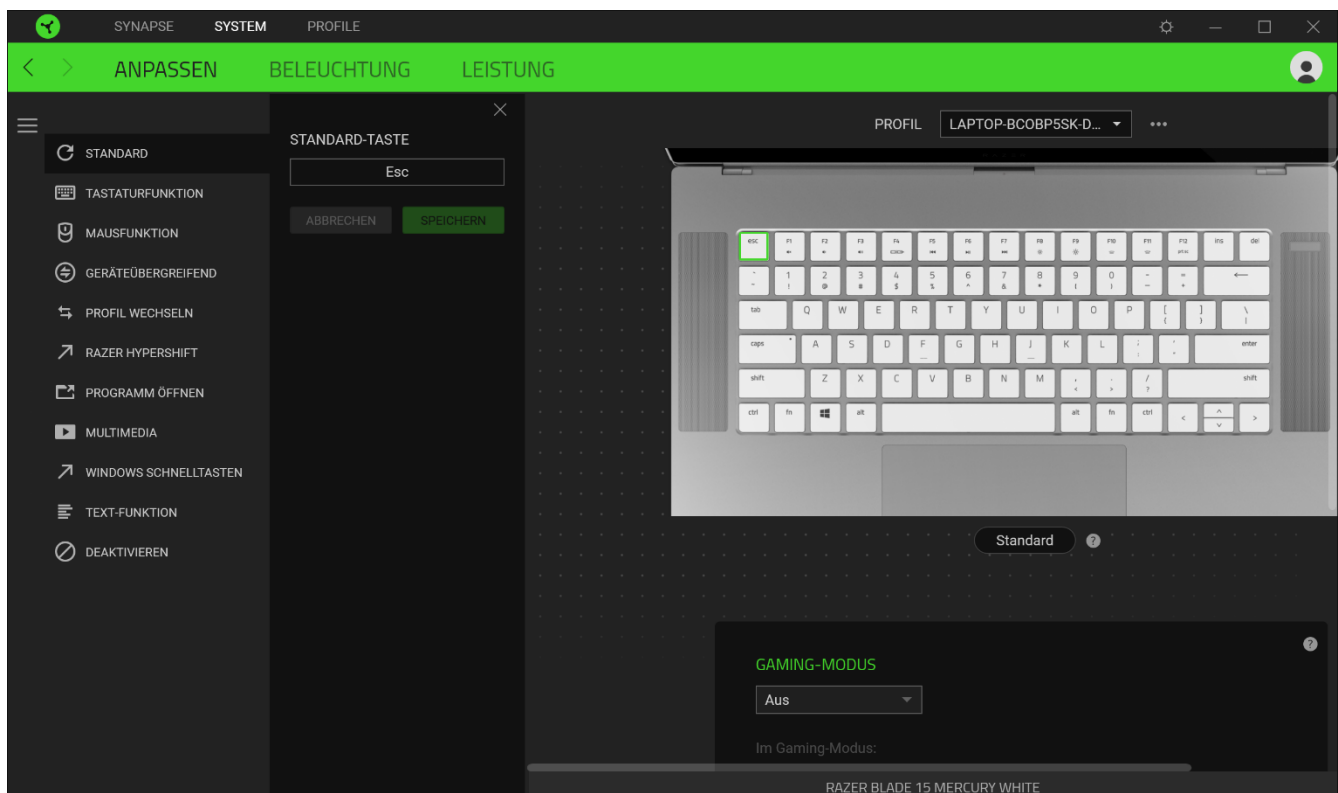 SYNAPSE SYSTEM PROFILE
ANPASSEN BELEUCHTUNG LEISTUNG
STANDARD
TASTATURFUNKTION
MAUSFUNKTION
GERÄTEÜBERGREIFEND
PROFIL WECHSELN
RAZER HYPERSHIFT
PROGRAMM ÖFFNEN
MULTIMEDIA
WINDOWS SCHNELLTASTEN
TEXT-FUNKTION
DEAKTIVIEREN
STANDARD-TASTE
Esc
ABBRECHEN SPEICHERN
PROFIL LAPTOP-BCOBP5SK-D...
esc F1 F2 F3 F4 F5 F6 F7 F8 F9 F10 F11 F12 ins del
1 2 3 4 5 6 7 8 9 0 - =
tab Q W E R T Y U I O P [ ] \
caps A S D F G H J K L ; ' enter
shift Z X C V B N M , . / shift
ctrl fn alt alt fn ctrl < ^ >
Standard ?
?
GAMING-MODUS
Aus
Im Gaming-Modus:
RAZER BLADE 15 MERCURY WHITE